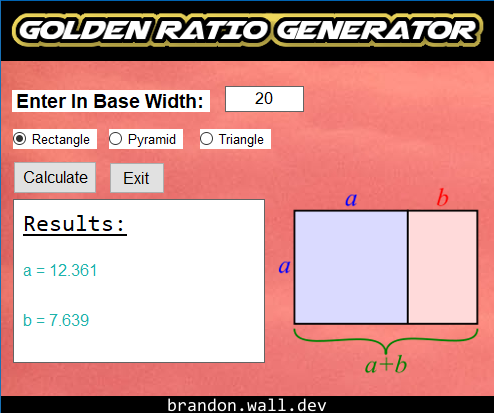 GOLDEN RATIO GENERATOR
Enter In Base Width: 20
Rectangle Pyramid Triangle
Calculate Exit
Results:
a = 12.361
b = 7.639
a b
a
a+b
brandon.wall.dev